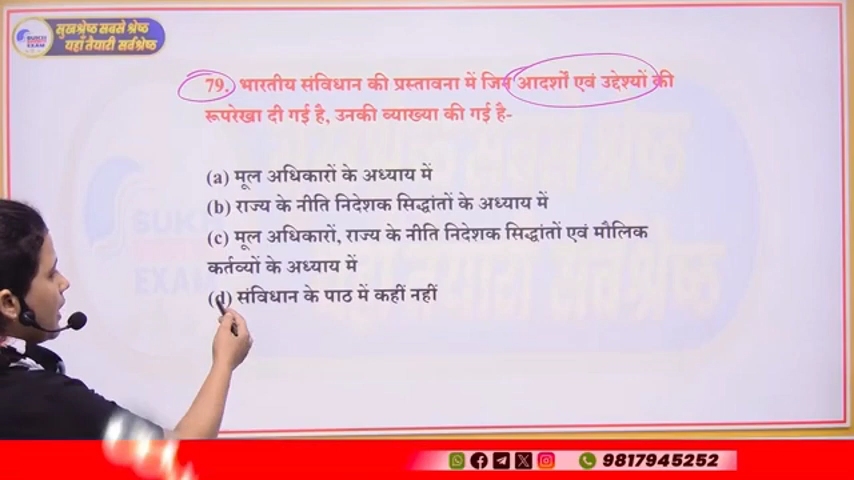 सुखश्रेष्ठ सबसे श्रेष्ठ
यहाँ तैयारी सर्वश्रेष्ठ
EXAM
79. भारतीय संविधान की प्रस्तावना में जिन आदर्शों एवं उद्देश्यों की
रूपरेखा दी गई है, उनकी व्याख्या की गई है-
(a) मूल अधिकारों के अध्याय में
(b) राज्य के नीति निदेशक सिद्धांतों के अध्याय में
(c) मूल अधिकारों, राज्य के नीति निदेशक सिद्धांतों एवं मौलिक
कर्तव्यों के अध्याय में
(d) संविधान के पाठ में कहीं नहीं
9817945252